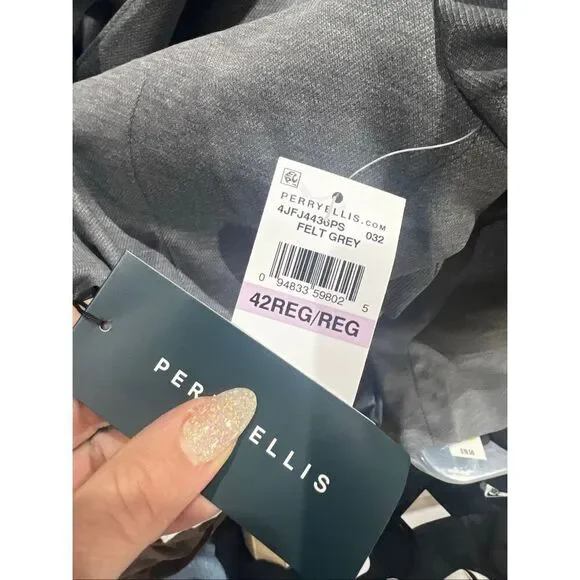 PERRYELLIS.COM
4JFJ4436PS 032
FELT GREY
0 94833 59802 5
42REG/REG
PERRY ELLIS